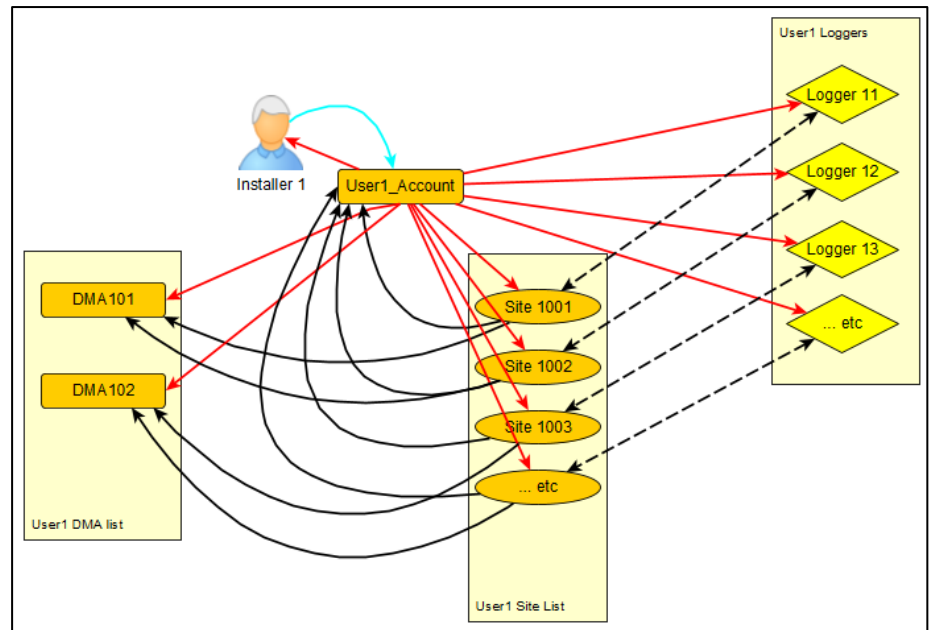 User1 Loggers
Logger 11
Installer 1
User1_Account
Logger 12
Logger 13
... etc
DMA101
DMA102
User1 DMA list
Site 1001
Site 1002
Site 1003
... etc
User1 Site List